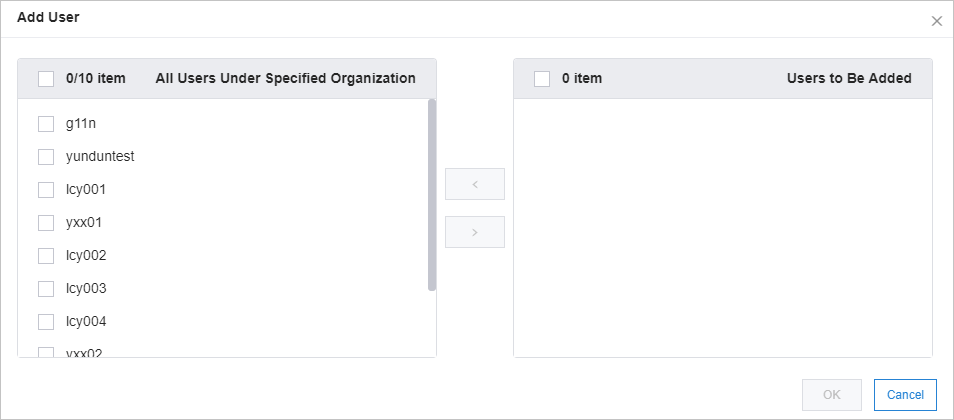 Add User
0/10 item All Users Under Specified Organization
g11n
yunduntest
lcy001
yxx01
lcy002
lcy003
lcy004
yxx02
<
>
0 item Users to Be Added
OK Cancel